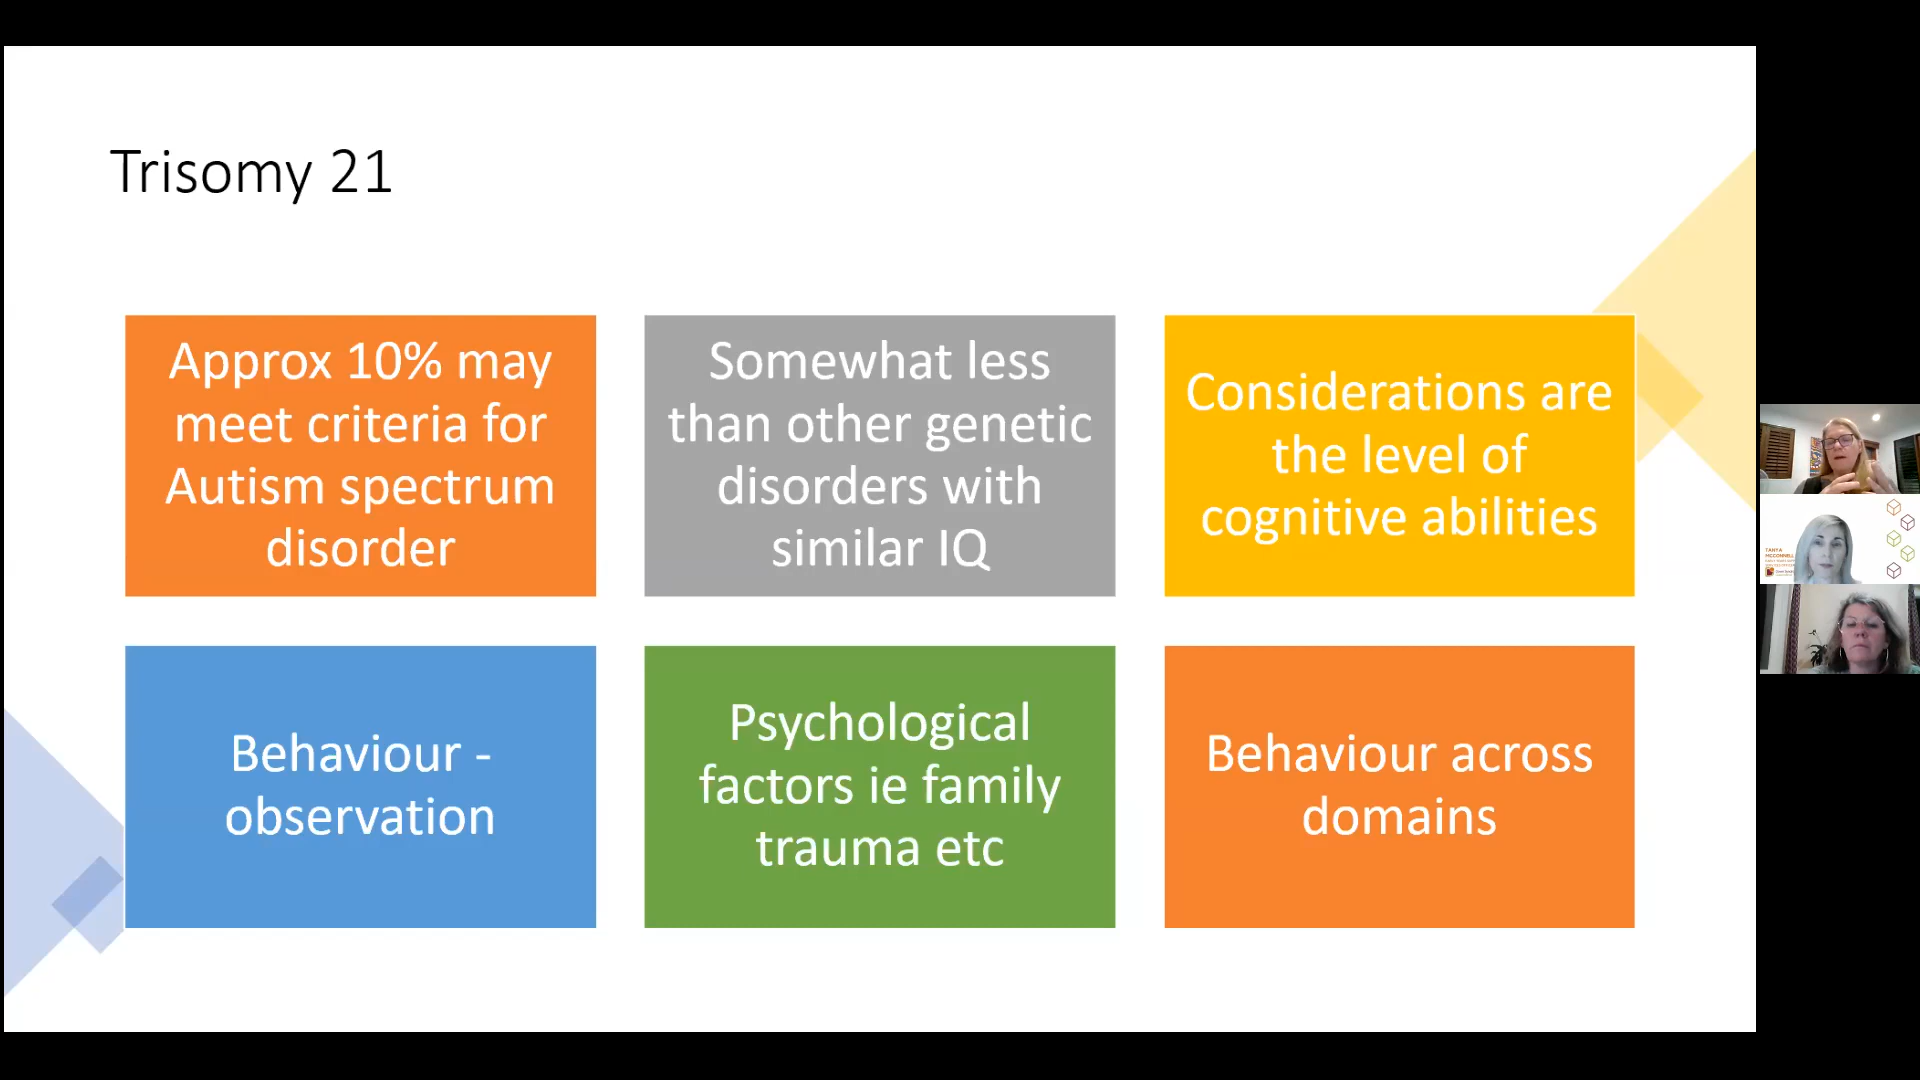 Trisomy 21
Approx 10% may
meet criteria for
Autism spectrum
disorder
Somewhat less
than other genetic
disorders with
similar IQ
Considerations are
the level of
cognitive abilities
Behaviour -
observation
Psychological
factors ie family
trauma etc
Behaviour across
domains
TANYA
MCCONNELL